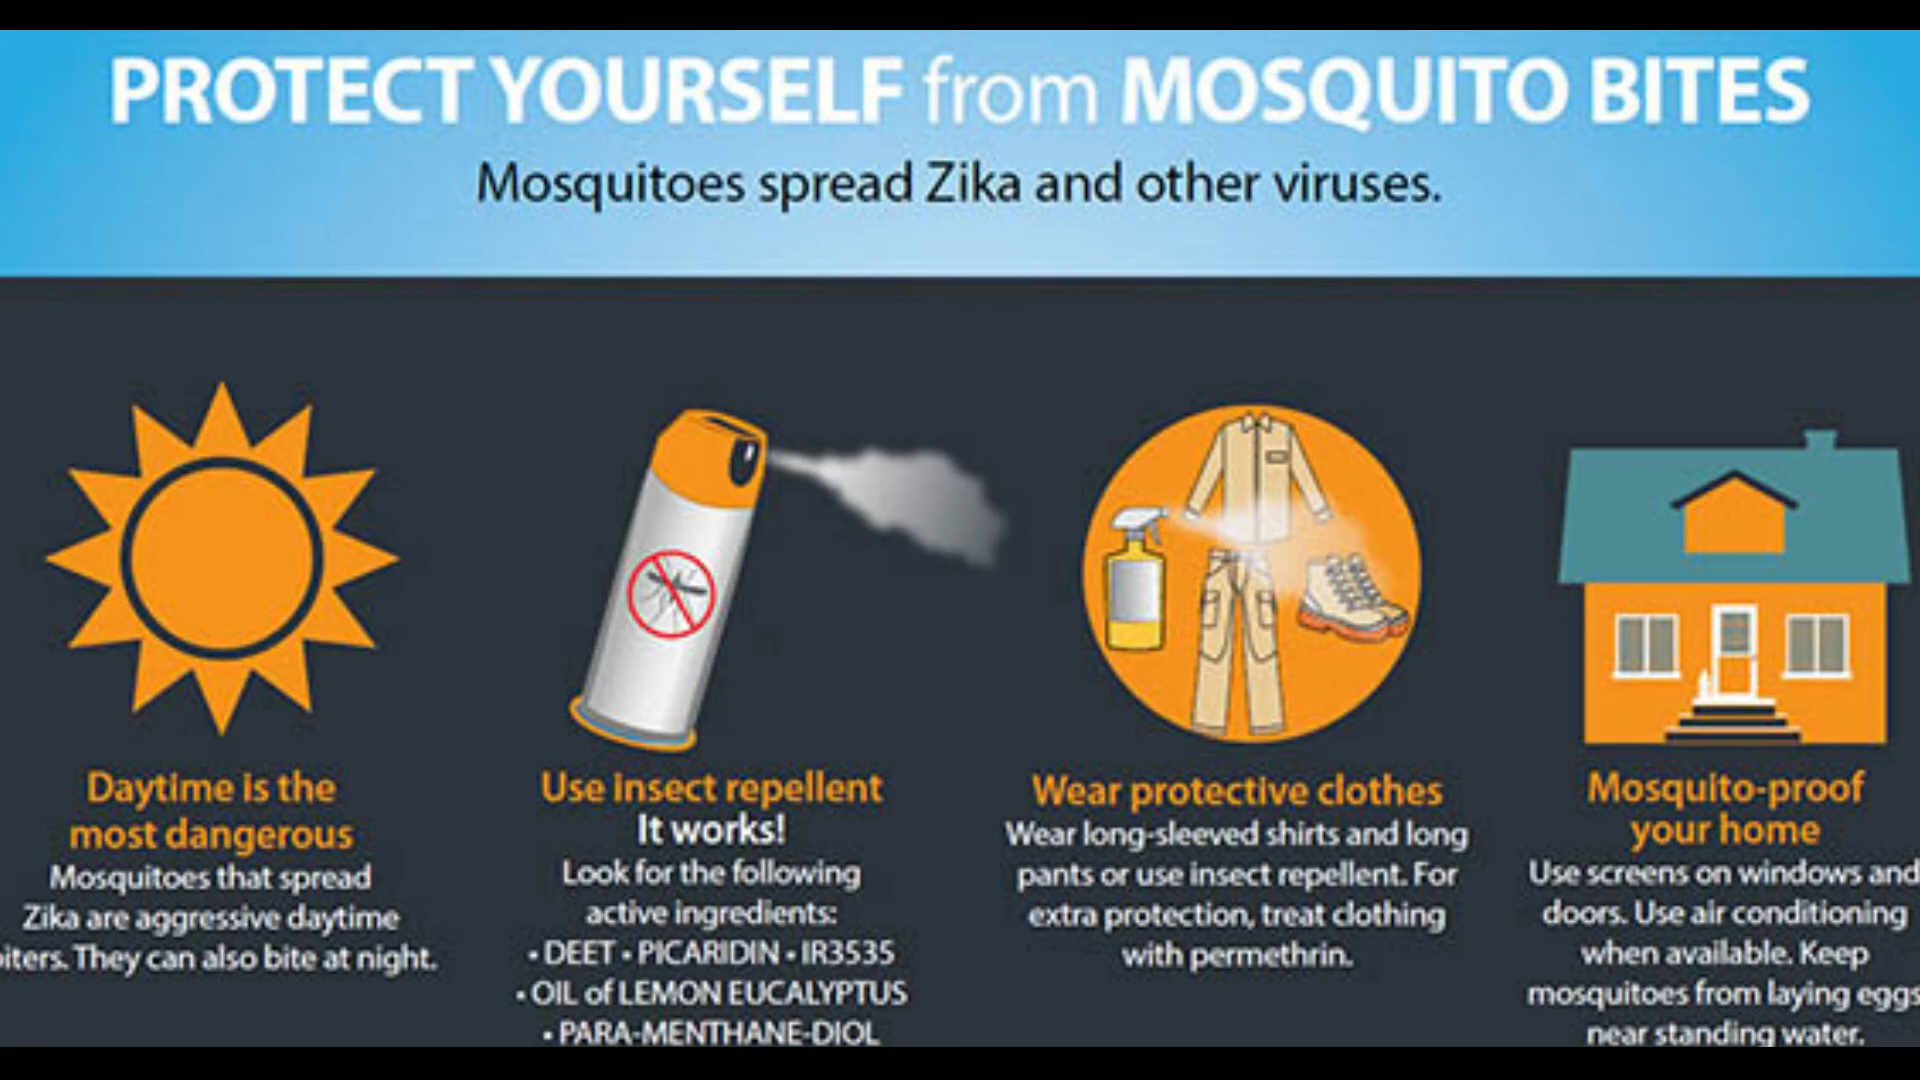 PROTECT YOURSELF from MOSQUITO BITES
Mosquitoes spread Zika and other viruses.
Daytime is the
most dangerous
Mosquitoes that spread
Zika are aggressive daytime
iters. They can also bite at night.
Use insect repellent
It works!
Look for the following
active ingredients:
• DEET • PICARIDIN • IR3535
• OIL of LEMON EUCALYPTUS
• PARA-MENTHANE-DIOL
Wear protective clothes
Wear long-sleeved shirts and long
pants or use insect repellent. For
extra protection, treat clothing
with permethrin.
Mosquito-proof
your home
Use screens on windows and
doors. Use air conditioning
when available. Keep
mosquitoes from laying eggs
near standing water.